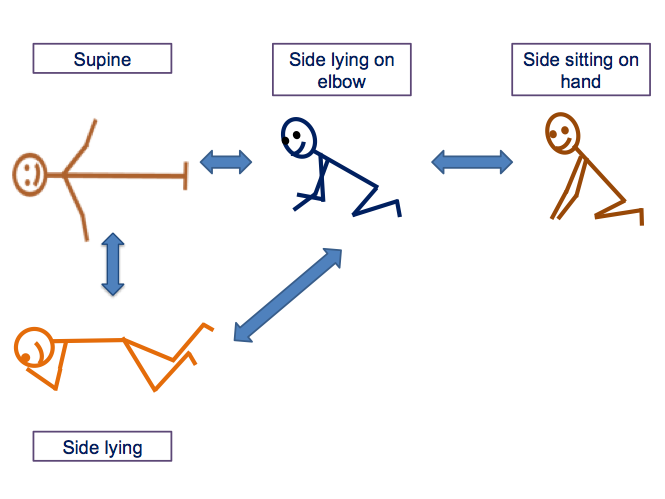 Supine
Side lying on
elbow
Side sitting on
hand
Side lying